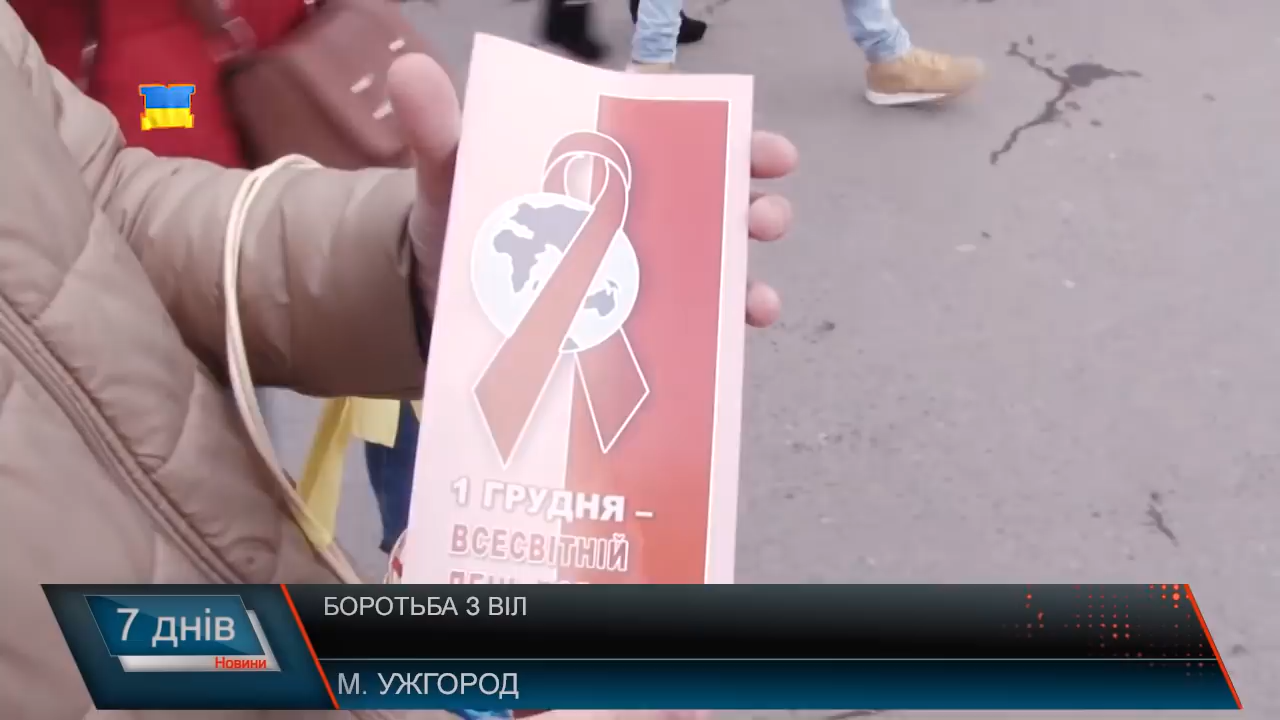 1 ГРУДНЯ –
ВСЕСВІТНІЙ
7 днів
Новини
БОРОТЬБА З ВІЛ
М. УЖГОРОД